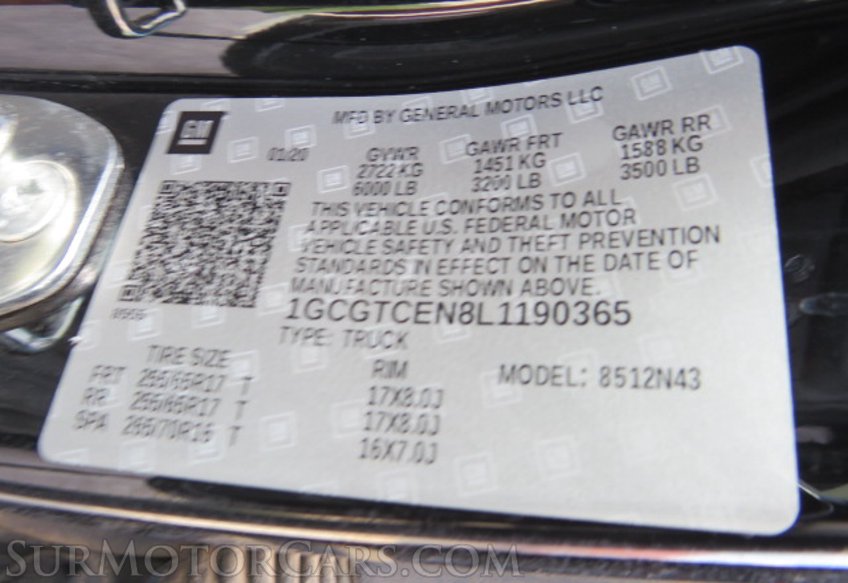 MFD BY GENERAL MOTORS LLC
GM
01/20 GVWR GAWR FRT GAWR RR
2722 KG 1451 KG 1588 KG
6000 LB 3200 LB 3500 LB
THIS VEHICLE CONFORMS TO ALL
APPLICABLE U.S. FEDERAL MOTOR
VEHICLE SAFETY AND THEFT PREVENTION
STANDARDS IN EFFECT ON THE DATE OF
MANUFACTURE SHOWN ABOVE.
1GCGTCEN8L1190365
TYPE: TRUCK
TIRE SIZE RIM MODEL: 8512N43
FRT 255/65R17 T 17X8.0J
RR 255/65R17 T 17X8.0J
SPA 265/70R16 T 16X7.0J
SURMOTORCARS.COM